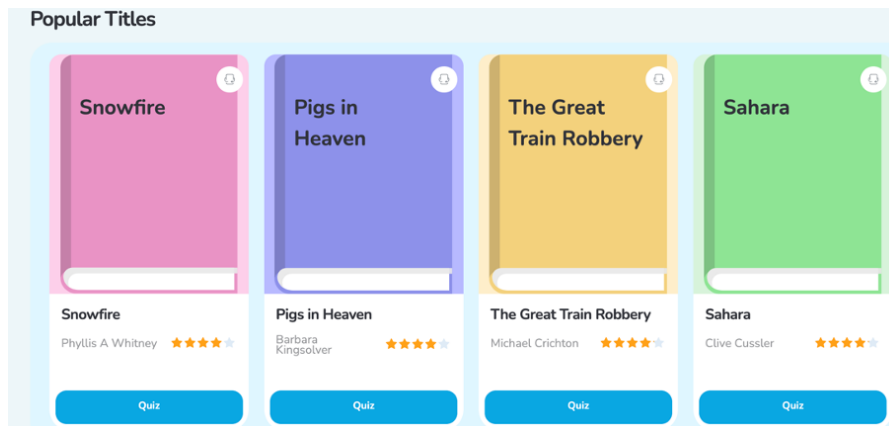 Popular Titles
Snowfire
Pigs in
Heaven
The Great
Train Robbery
Sahara
Snowfire
Phyllis A Whitney
Quiz
Pigs in Heaven
Barbara
Kingsolver
Quiz
The Great Train Robbery
Michael Crichton
Quiz
Sahara
Clive Cussler
Quiz